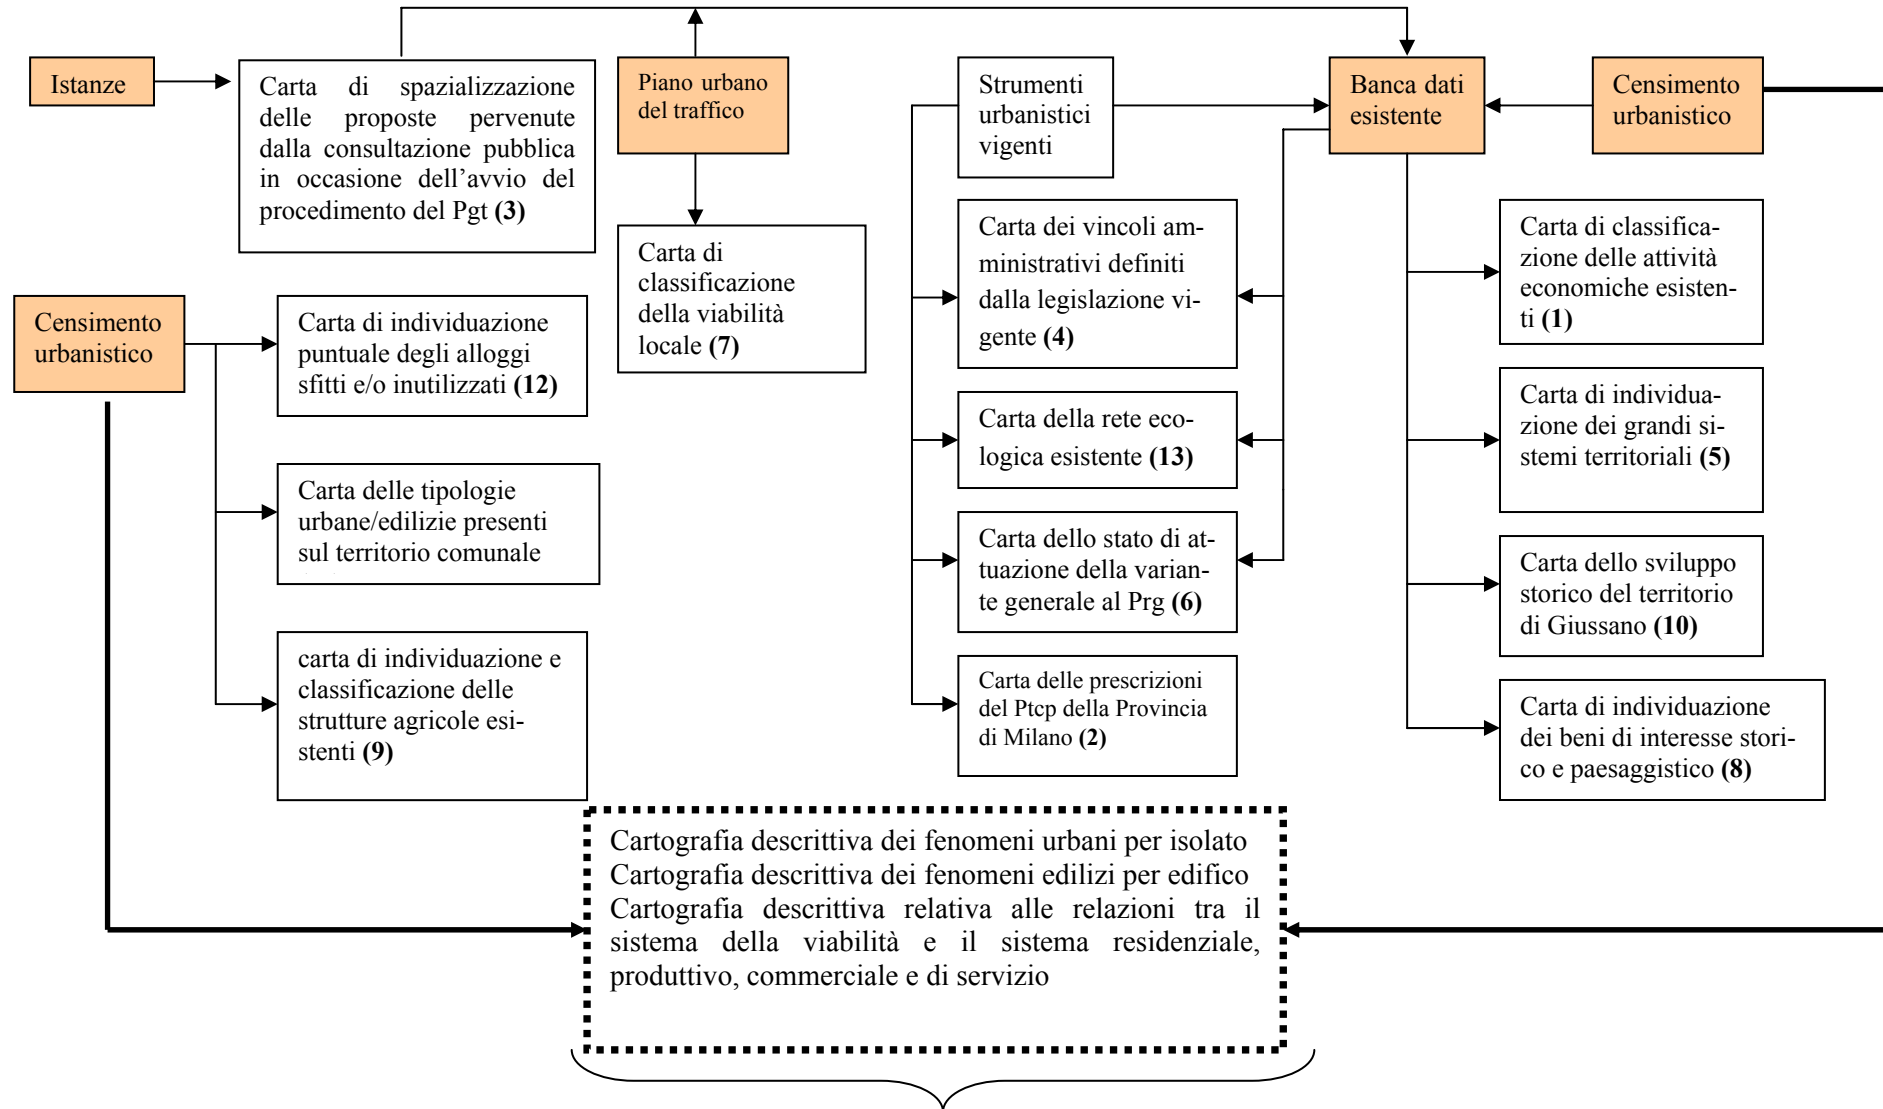 Istanze
Carta di spazializzazione
delle proposte pervenute
dalla consultazione pubblica
in occasione dell’avvio del
procedimento del Pgt (3)
Piano urbano
del traffico
Strumenti
urbanistici
vigenti
Banca dati
esistente
Censimento
urbanistico
Carta di
classificazione
della viabilità
locale (7)
Carta dei vincoli am-
ministrativi definiti
dalla legislazione vi-
gente (4)
Carta di classifica-
zione delle attività
economiche esisten-
ti (1)
Censimento
urbanistico
Carta di individuazione
puntuale degli alloggi
sfitti e/o inutilizzati (12)
Carta della rete eco-
logica esistente (13)
Carta di individua-
zione dei grandi si-
stemi territoriali (5)
Carta delle tipologie
urbane/edilizie presenti
sul territorio comunale
Carta dello stato di at-
tuazione della varian-
te generale al Prg (6)
Carta dello sviluppo
storico del territorio
di Giussano (10)
carta di individuazione e
classificazione delle
strutture agricole esi-
stenti (9)
Carta delle prescrizioni
del Ptcp della Provincia
di Milano (2)
Carta di individuazione
dei beni di interesse stori-
co e paesaggistico (8)
Cartografia descrittiva dei fenomeni urbani per isolato
Cartografia descrittiva dei fenomeni edilizi per edifico
Cartografia descrittiva relativa alle relazioni tra il
sistema della viabilità e il sistema residenziale,
produttivo, commerciale e di servizio